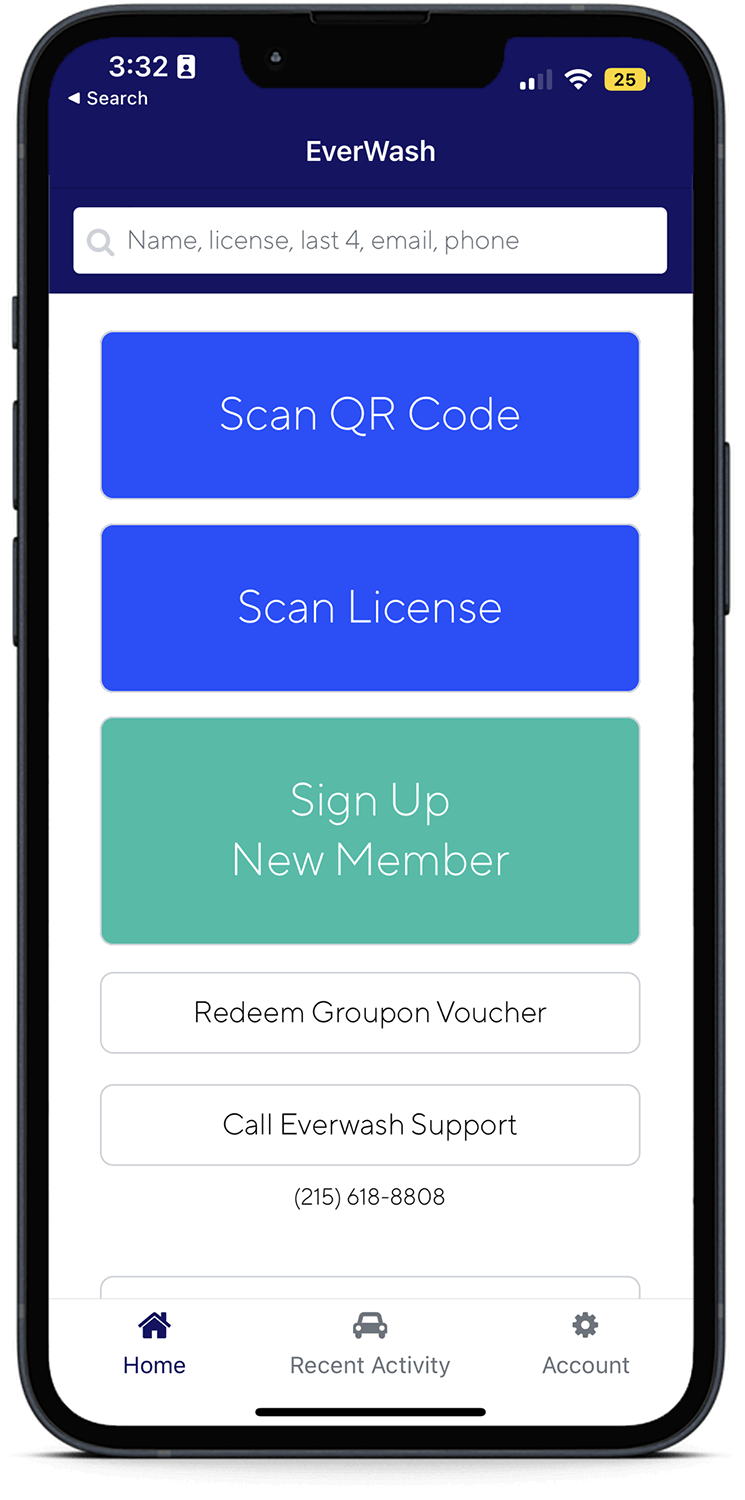 3:32
25
◀ Search
EverWash
Name, license, last 4, email, phone
Scan QR Code
Scan License
Sign Up
New Member
Redeem Groupon Voucher
Call Everwash Support
(215) 618-8808
Home
Recent Activity
Account